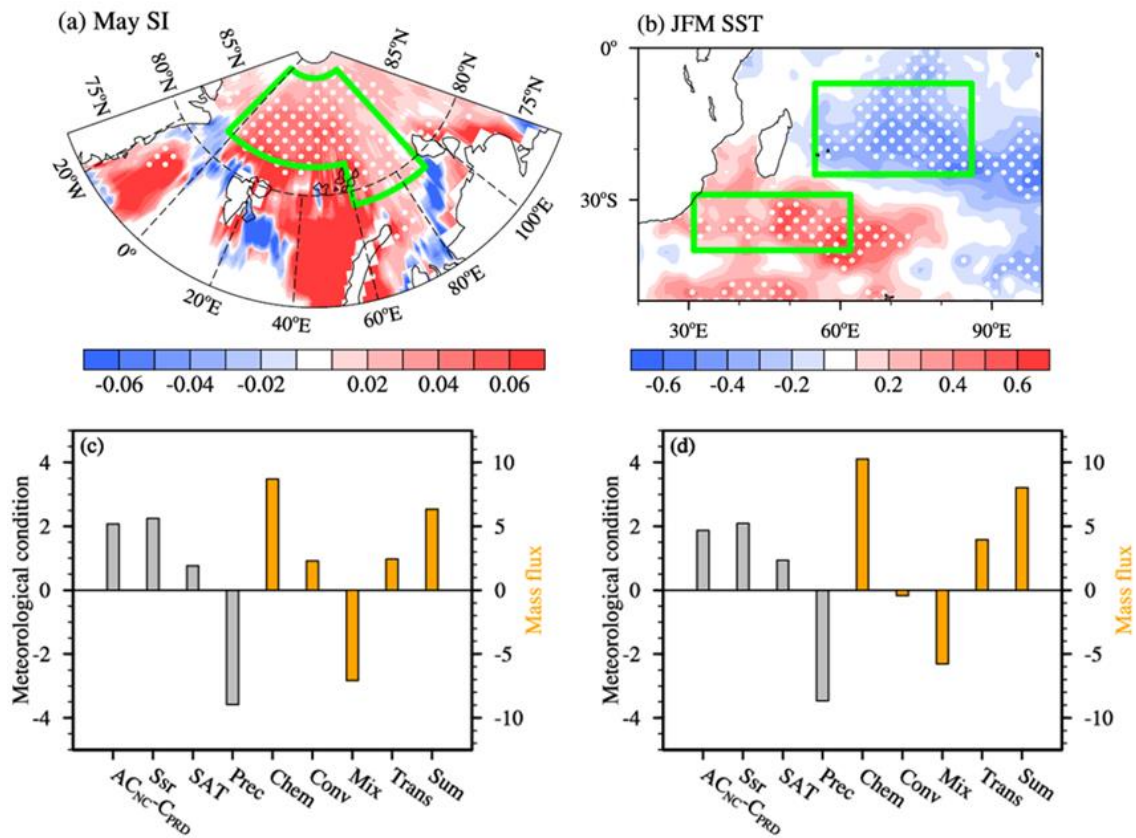 (a) May SI
(b) JFM SST
75°N
80°N
85°N
85°N
80°N
75°N
20°W
0°
20°E
40°E
60°E
80°E
100°E
0°
30°S
30°E
60°E
90°E
-0.06 -0.04 -0.02 0.02 0.04 0.06
-0.6 -0.4 -0.2 0.2 0.4 0.6
(c)
Meteorological condition
4
2
0
-2
-4
10
5
0
-5
-10
Mass flux
AC_NC-C_PRD
Ssr
SAT
Prec
Chem
Conv
Mix
Trans
Sum
(d)
Meteorological condition
4
2
0
-2
-4
10
5
0
-5
-10
Mass flux
AC_NC-C_PRD
Ssr
SAT
Prec
Chem
Conv
Mix
Trans
Sum